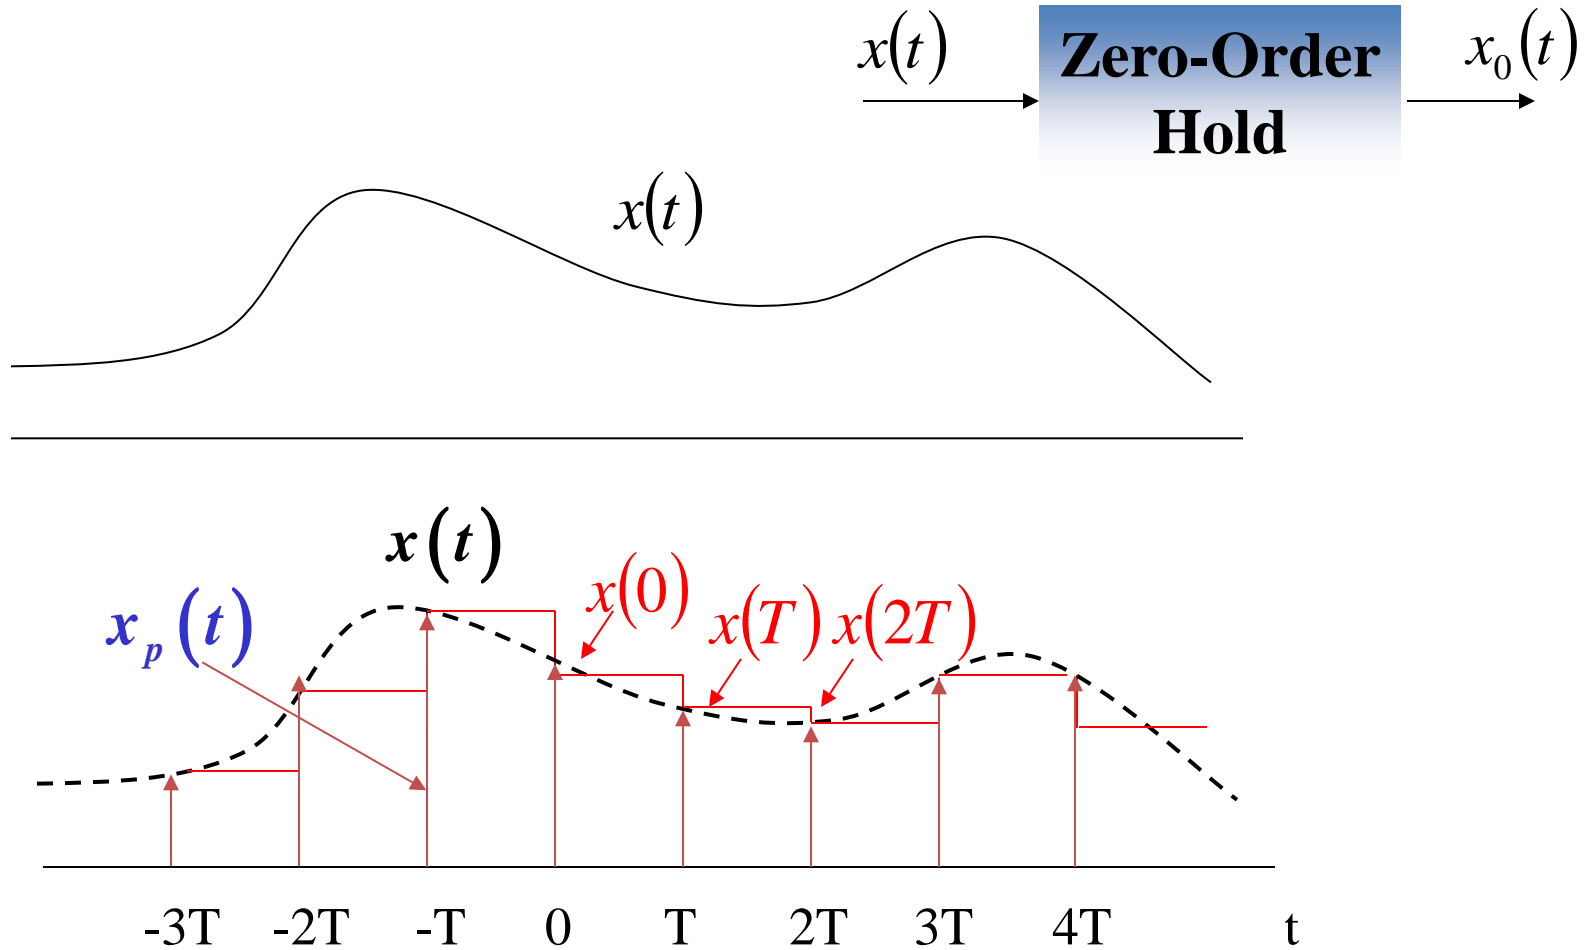 x(t)
Zero-Order
Hold
x₀(t)
x(t)
x(t)
xₚ(t)
x(0)
x(T)
x(2T)
-3T -2T -T 0 T 2T 3T 4T t